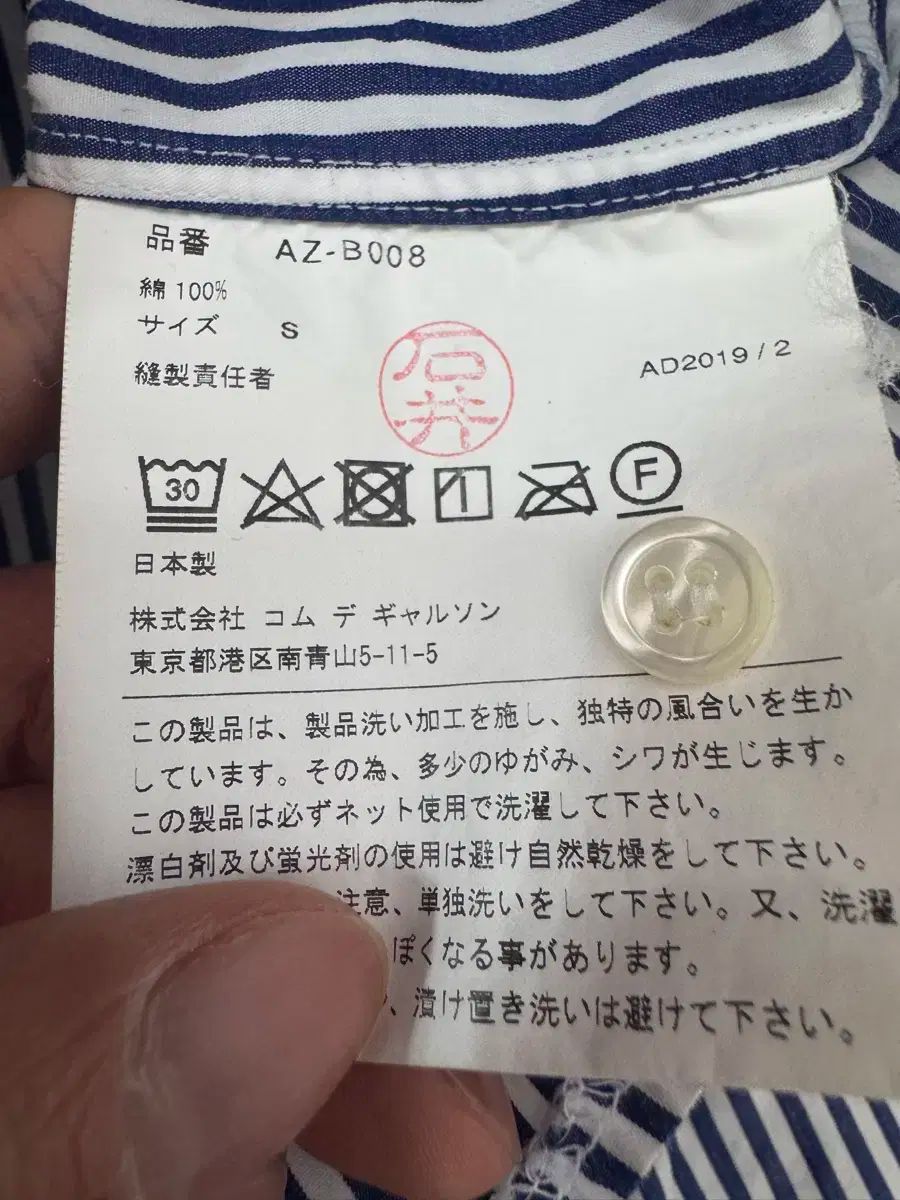 品番 AZ-B008
綿 100%
サイズ S
縫製責任者 石井 AD2019 / 2
30 F
日本製
株式会社 コム デ ギャルソン
東京都港区南青山5-11-5
この製品は、製品洗い加工を施し、独特の風合いを生か
しています。その為、多少のゆがみ、シワが生じます。
この製品は必ずネット使用で洗濯して下さい。
漂白剤及び蛍光剤の使用は避け自然乾燥をして下さい。
注意、単独洗いをして下さい。又、洗濯
ぽくなる事があります。
、漬け置き洗いは避けて下さい。